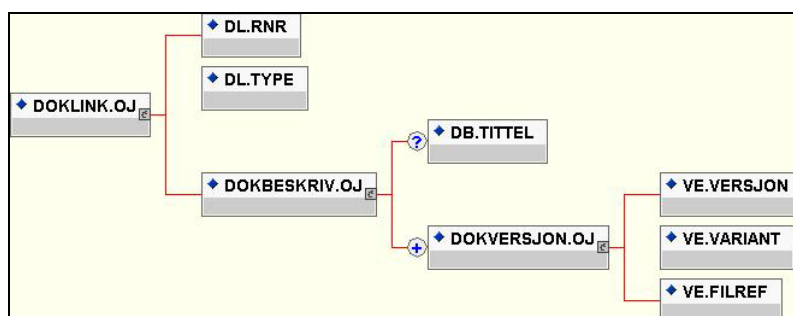 DL.RNR
DL.TYPE
DOKLINK.OJ
DB.TITTEL
?
DOKBESKRIV.OJ
VE.VERSJON
DOKVERSJON.OJ
+
VE.VARIANT
VE.FILREF